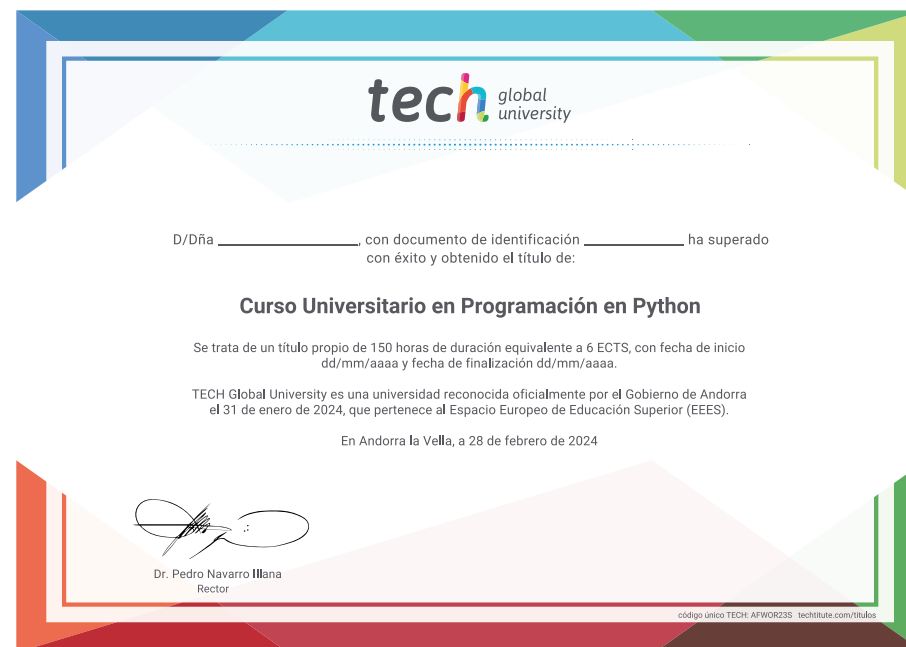 tech global university
D/Dña ____________________, con documento de identificación ______________ ha superado
con éxito y obtenido el título de:
Curso Universitario en Programación en Python
Se trata de un título propio de 150 horas de duración equivalente a 6 ECTS, con fecha de inicio
dd/mm/aaaa y fecha de finalización dd/mm/aaaa.
TECH Global University es una universidad reconocida oficialmente por el Gobierno de Andorra
el 31 de enero de 2024, que pertenece al Espacio Europeo de Educación Superior (EEES).
En Andorra la Vella, a 28 de febrero de 2024
Dr. Pedro Navarro Illana
Rector
código único TECH: AFWOR23S techtitute.com/titulos